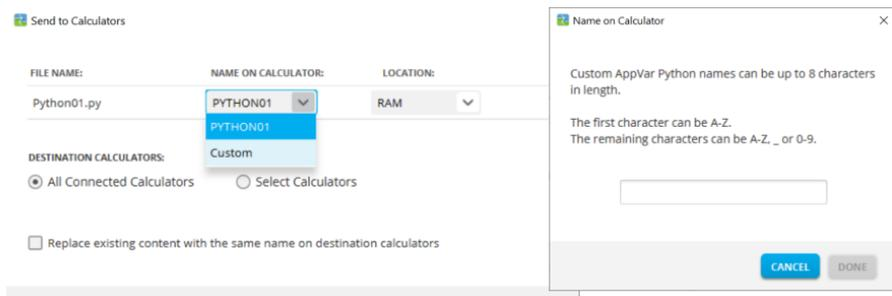 Send to Calculators
FILE NAME: NAME ON CALCULATOR: LOCATION:
Python01.py PYTHON01 RAM
PYTHON01
Custom
DESTINATION CALCULATORS:
All Connected Calculators Select Calculators
Replace existing content with the same name on destination calculators
Name on Calculator
Custom AppVar Python names can be up to 8 characters
in length.
The first character can be A-Z.
The remaining characters can be A-Z, _ or 0-9.
CANCEL DONE